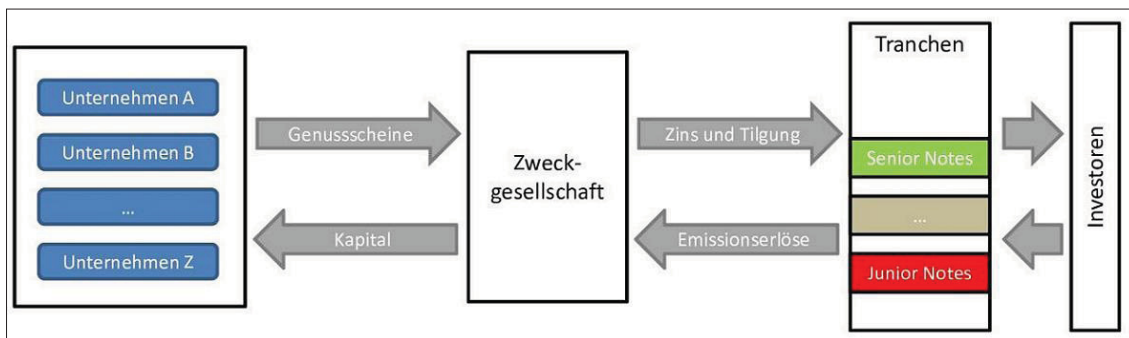 Unternehmen A
Unternehmen B
...
Unternehmen Z
Genussscheine
Kapital
Zweck-
gesellschaft
Zins und Tilgung
Emissionserlöse
Tranchen
Senior Notes
...
Junior Notes
Investoren